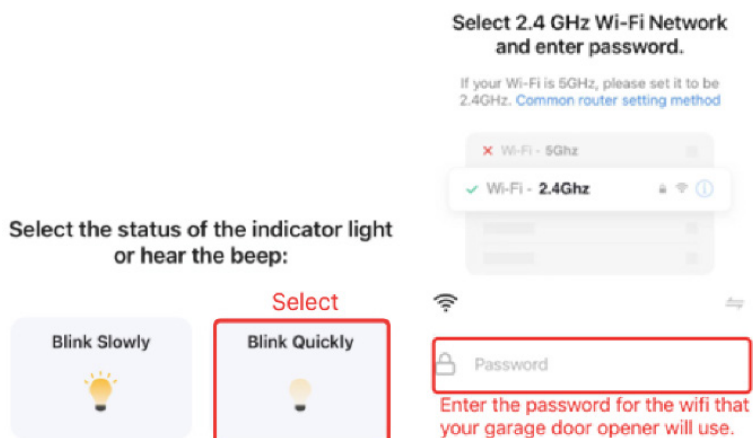 Select the status of the indicator light
or hear the beep:
Select
Blink Slowly
Blink Quickly
Select 2.4 GHz Wi-Fi Network
and enter password.
If your Wi-Fi is 5GHz, please set it to be
2.4GHz. Common router setting method
Wi-Fi - 5Ghz
Wi-Fi - 2.4Ghz
Password
Enter the password for the wifi that
your garage door opener will use.